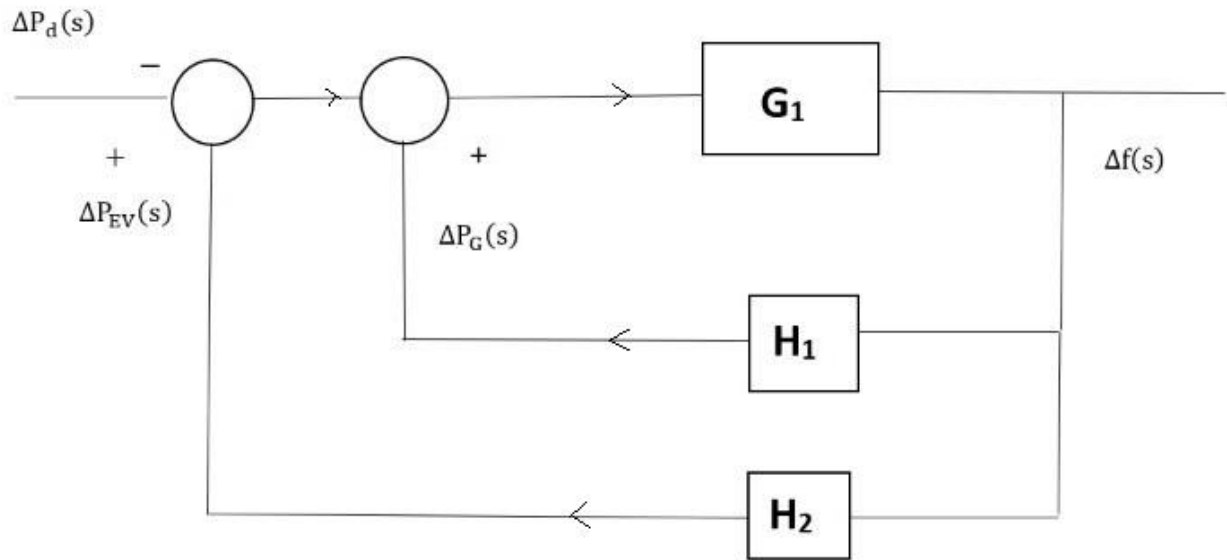 ΔP_d(s)
−
G₁
+
+
Δf(s)
ΔP_EV(s)
ΔP_G(s)
H₁
H₂